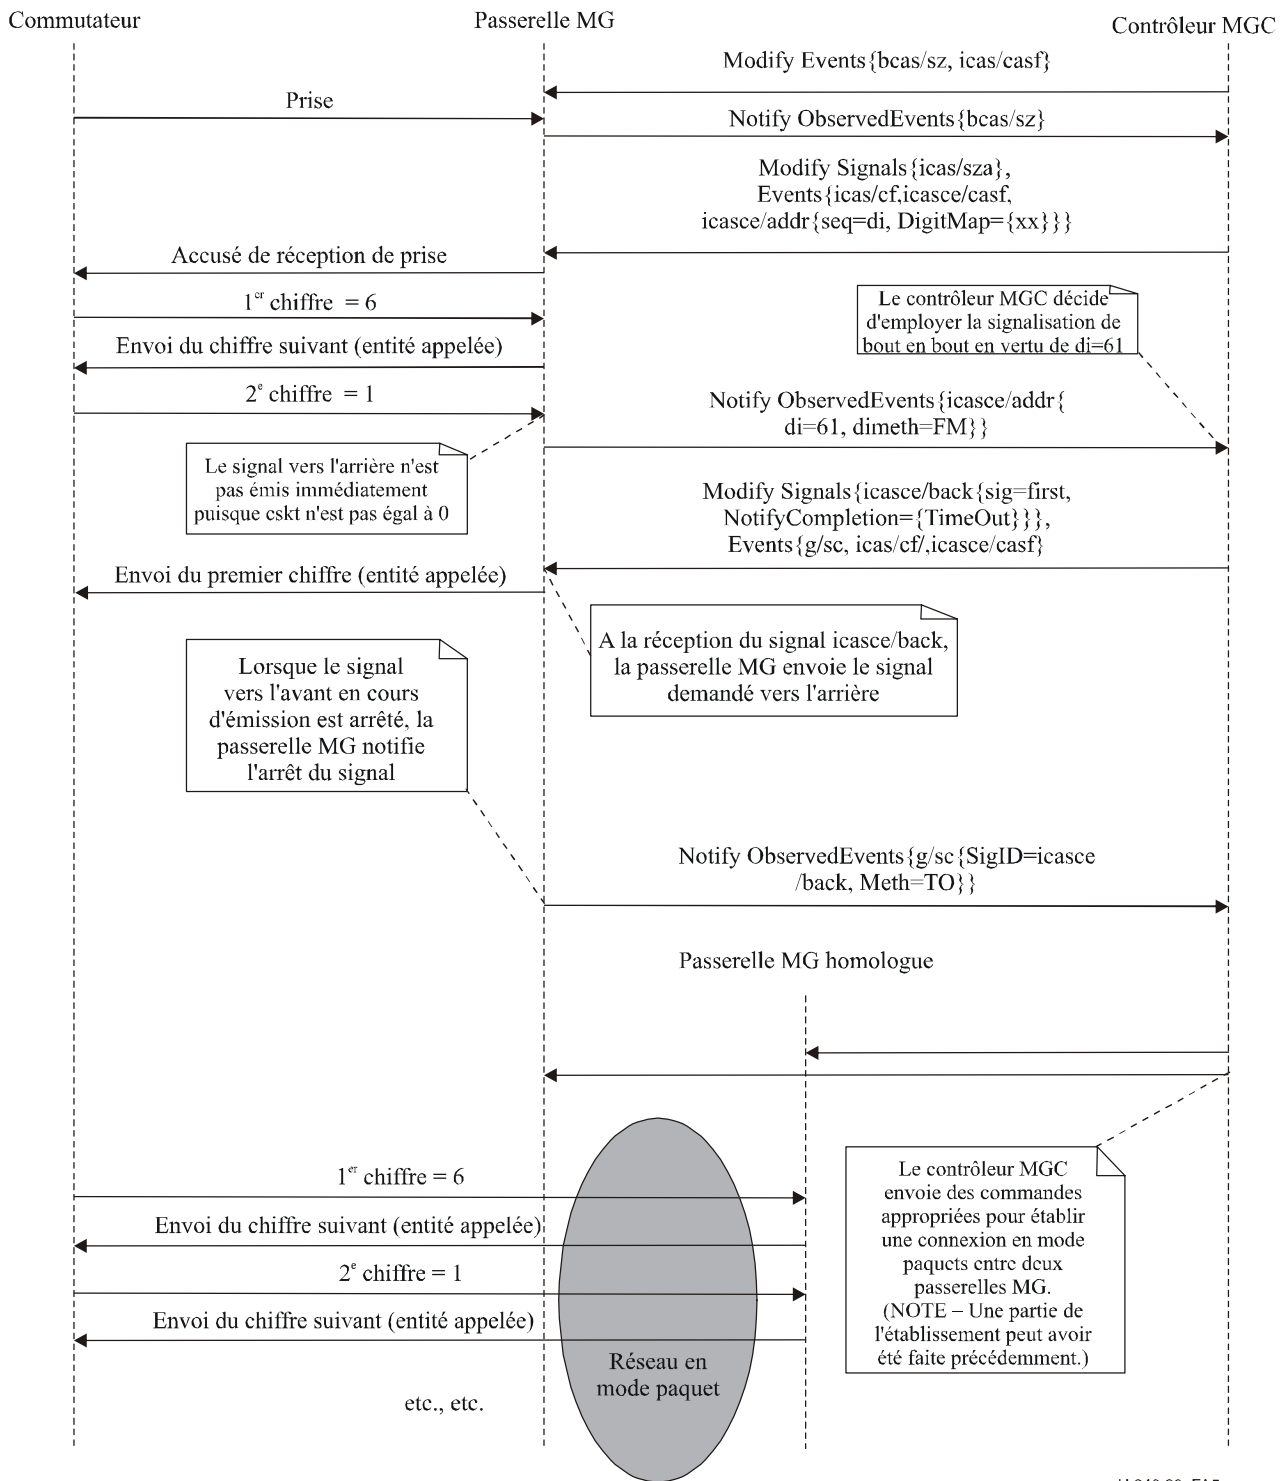 Commutateur
Passerelle MG
Contrôleur MGC
Modify Events{bcas/sz, icas/casf}
Prise
Notify ObservedEvents{bcas/sz}
Modify Signals{icas/sza},
Events{icas/cf,icasce/casf,
icasce/addr{seq=di, DigitMap={xx}}}
Accusé de réception de prise
1er chiffre = 6
Le contrôleur MGC décide
d'employer la signalisation de
bout en bout en vertu de di=61
Envoi du chiffre suivant (entité appelée)
2e chiffre = 1
Notify ObservedEvents{icasce/addr{
di=61, dimeth=FM}}
Le signal vers l'arrière n'est
pas émis immédiatement
puisque cskt n'est pas égal à 0
Modify Signals{icasce/back{sig=first,
NotifyCompletion={TimeOut}}},
Events{g/sc, icas/cf/,icasce/casf}
Envoi du premier chiffre (entité appelée)
A la réception du signal icasce/back,
la passerelle MG envoie le signal
demandé vers l'arrière
Lorsque le signal
vers l'avant en cours
d'émission est arrêté, la
passerelle MG notifie
l'arrêt du signal
Notify ObservedEvents{g/sc{SigID=icasce
/back, Meth=TO}}
Passerelle MG homologue
1er chiffre = 6
Envoi du chiffre suivant (entité appelée)
2e chiffre = 1
Envoi du chiffre suivant (entité appelée)
Le contrôleur MGC
envoie des commandes
appropriées pour établir
une connexion en mode
paquets entre deux
passerelles MG.
(NOTE – Une partie de
l'établissement peut avoir
été faite précédemment.)
Réseau en
mode paquet
etc., etc.